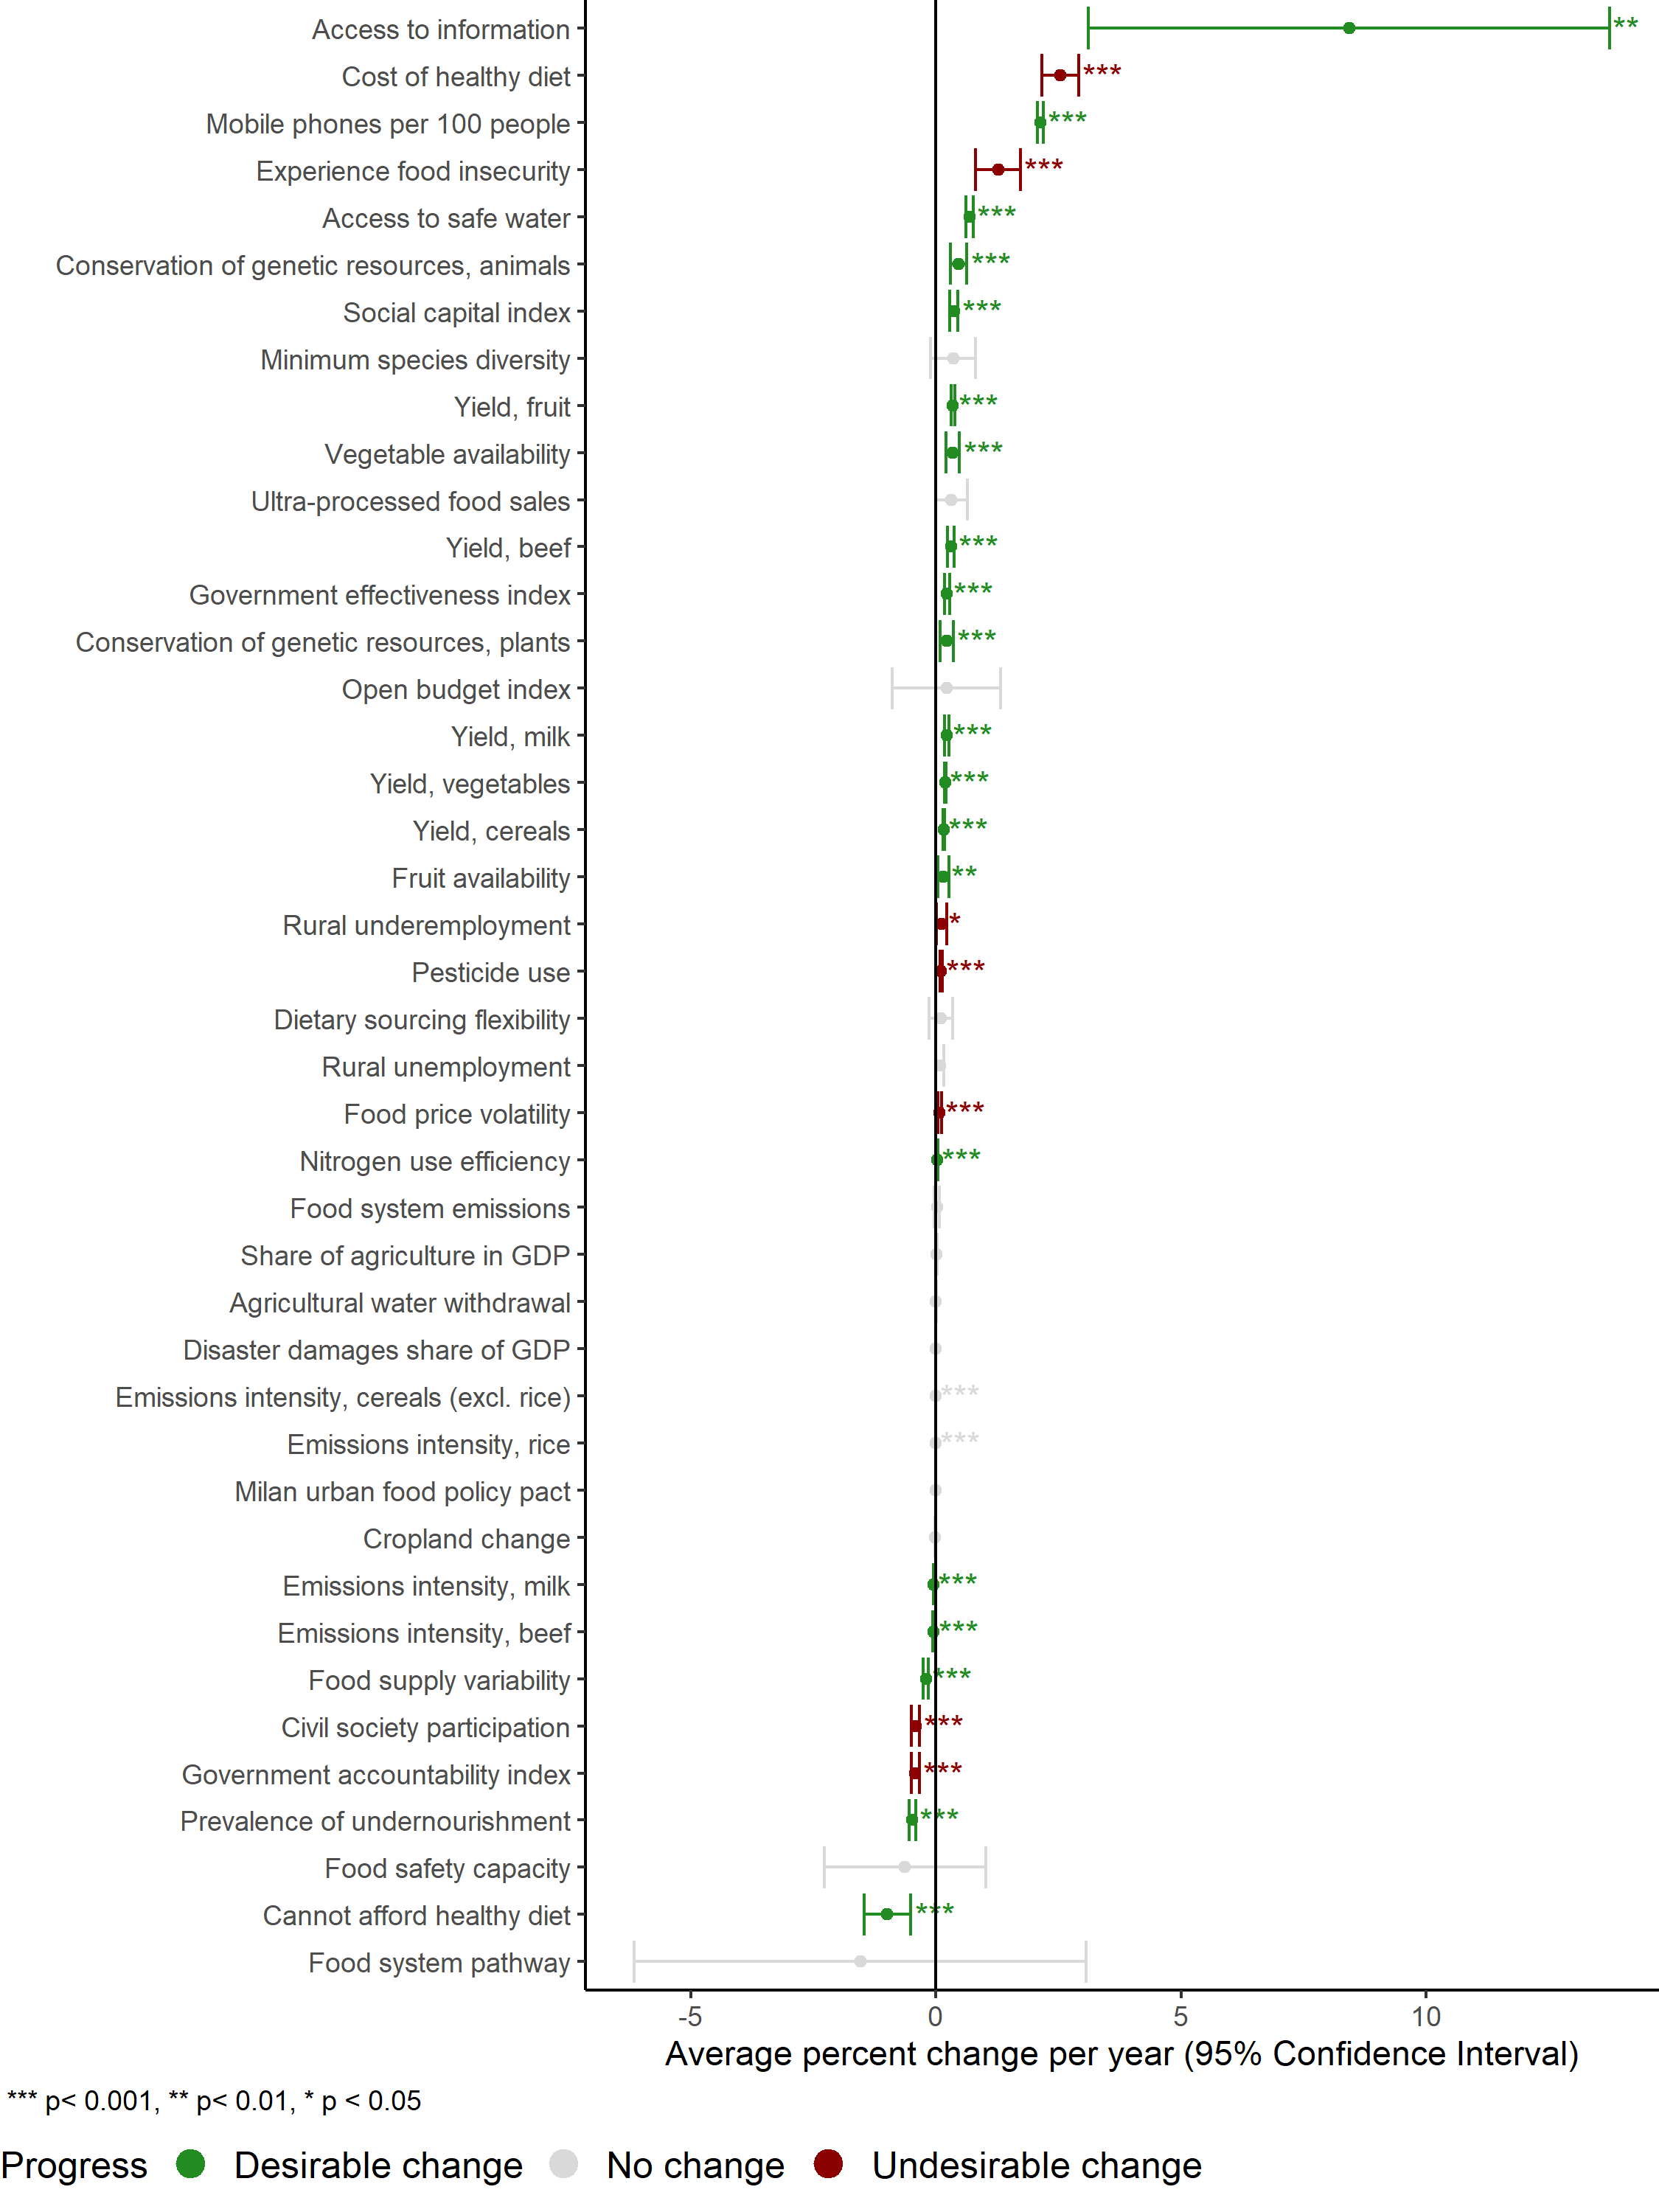 Access to information **
Cost of healthy diet ***
Mobile phones per 100 people ***
Experience food insecurity ***
Access to safe water ***
Conservation of genetic resources, animals ***
Social capital index ***
Minimum species diversity
Yield, fruit ***
Vegetable availability ***
Ultra-processed food sales
Yield, beef ***
Government effectiveness index ***
Conservation of genetic resources, plants ***
Open budget index
Yield, milk ***
Yield, vegetables ***
Yield, cereals ***
Fruit availability **
Rural underemployment *
Pesticide use ***
Dietary sourcing flexibility
Rural unemployment
Food price volatility ***
Nitrogen use efficiency ***
Food system emissions
Share of agriculture in GDP
Agricultural water withdrawal
Disaster damages share of GDP
Emissions intensity, cereals (excl. rice) ***
Emissions intensity, rice ***
Milan urban food policy pact
Cropland change
Emissions intensity, milk ***
Emissions intensity, beef ***
Food supply variability ***
Civil society participation ***
Government accountability index ***
Prevalence of undernourishment ***
Food safety capacity
Cannot afford healthy diet ***
Food system pathway
-5 0 5 10
Average percent change per year (95% Confidence Interval)
*** p< 0.001, ** p< 0.01, * p < 0.05
Progress Desirable change No change Undesirable change